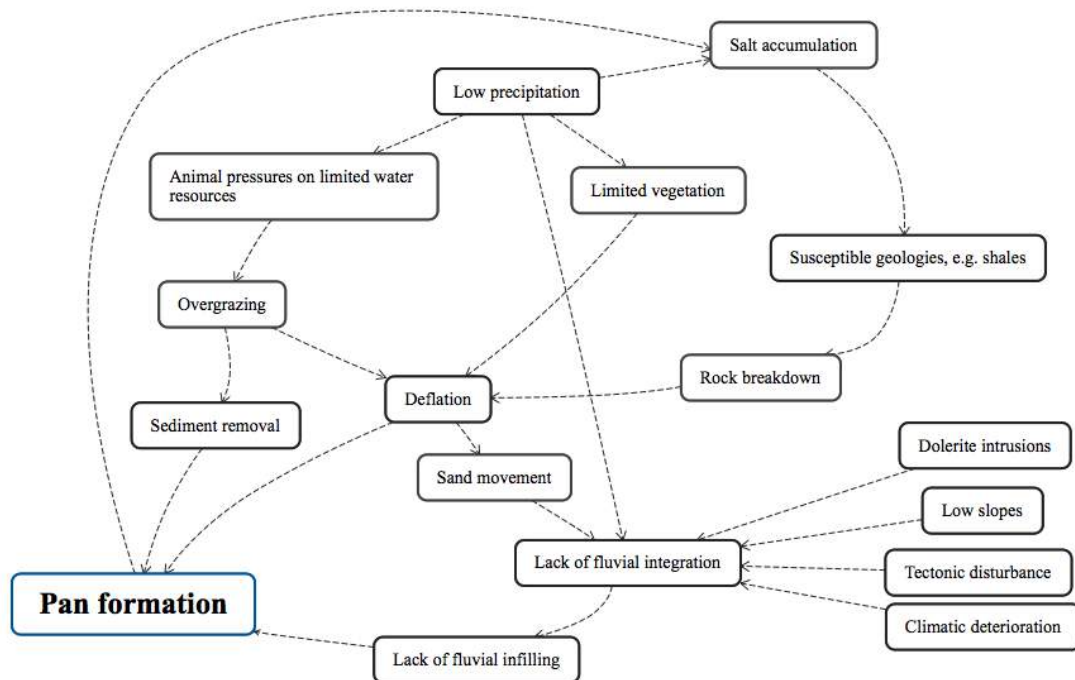 Salt accumulation
Low precipitation
Animal pressures on limited water
resources
Limited vegetation
Susceptible geologies, e.g. shales
Overgrazing
Rock breakdown
Deflation
Sediment removal
Dolerite intrusions
Sand movement
Low slopes
Lack of fluvial integration
Tectonic disturbance
Pan formation
Climatic deterioration
Lack of fluvial infilling